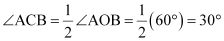 ∠ACB = 1/2 ∠AOB = 1/2 (60°) = 30°